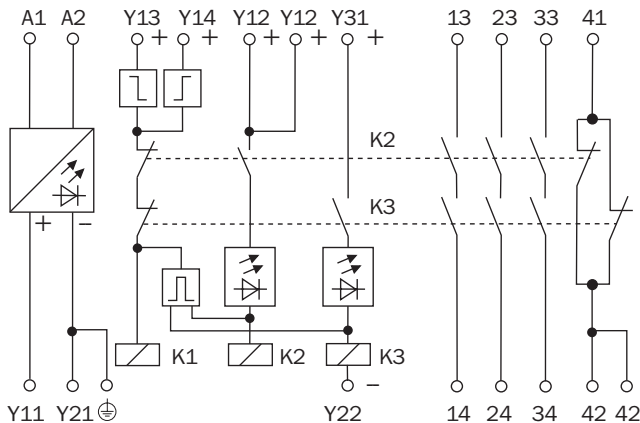 A1 A2 Y13 Y14 Y12 Y12 Y31 13 23 33 41
+ + + + +
K2
K3
+ −
K1 K2 K3
−
Y11 Y21 Y22 14 24 34 42 42